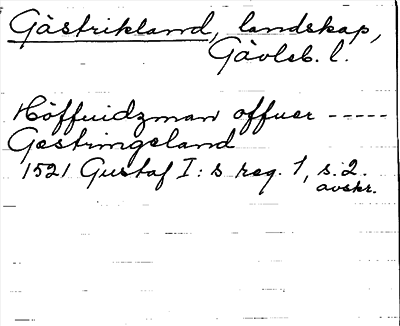 Gästrikland, landskap,
Gävleb. l.
Höffuidzman offuer -----
Gestringeland
1521 Gustaf I:s reg. 1, s. 2.
avskr.